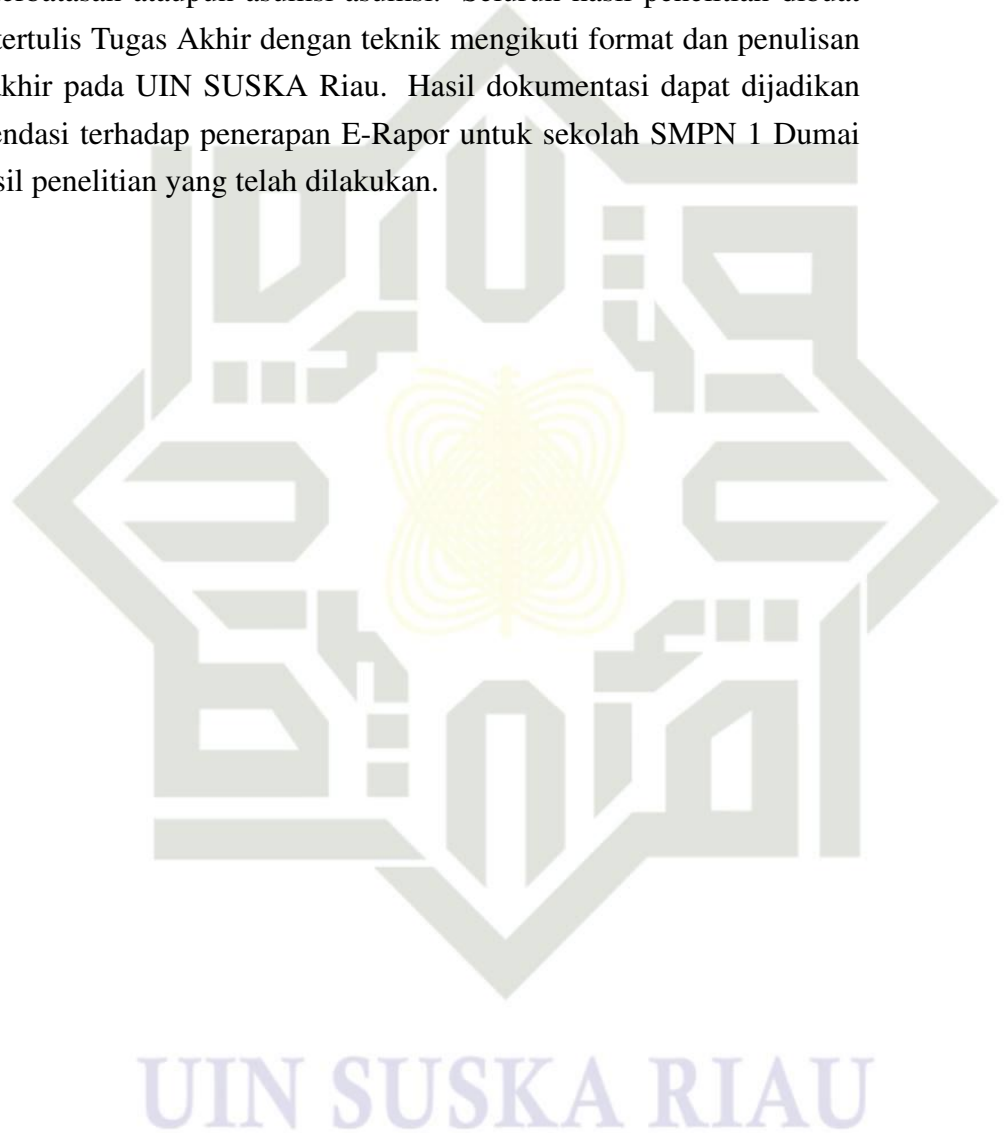 tertulis Tugas Akhir dengan teknik mengikuti format dan penulisan
akhir pada UIN SUSKA Riau. Hasil dokumentasi dapat dijadikan
endasi terhadap penerapan E-Rapor untuk sekolah SMPN 1 Dumai
sil penelitian yang telah dilakukan.
UIN SUSKA RIAU